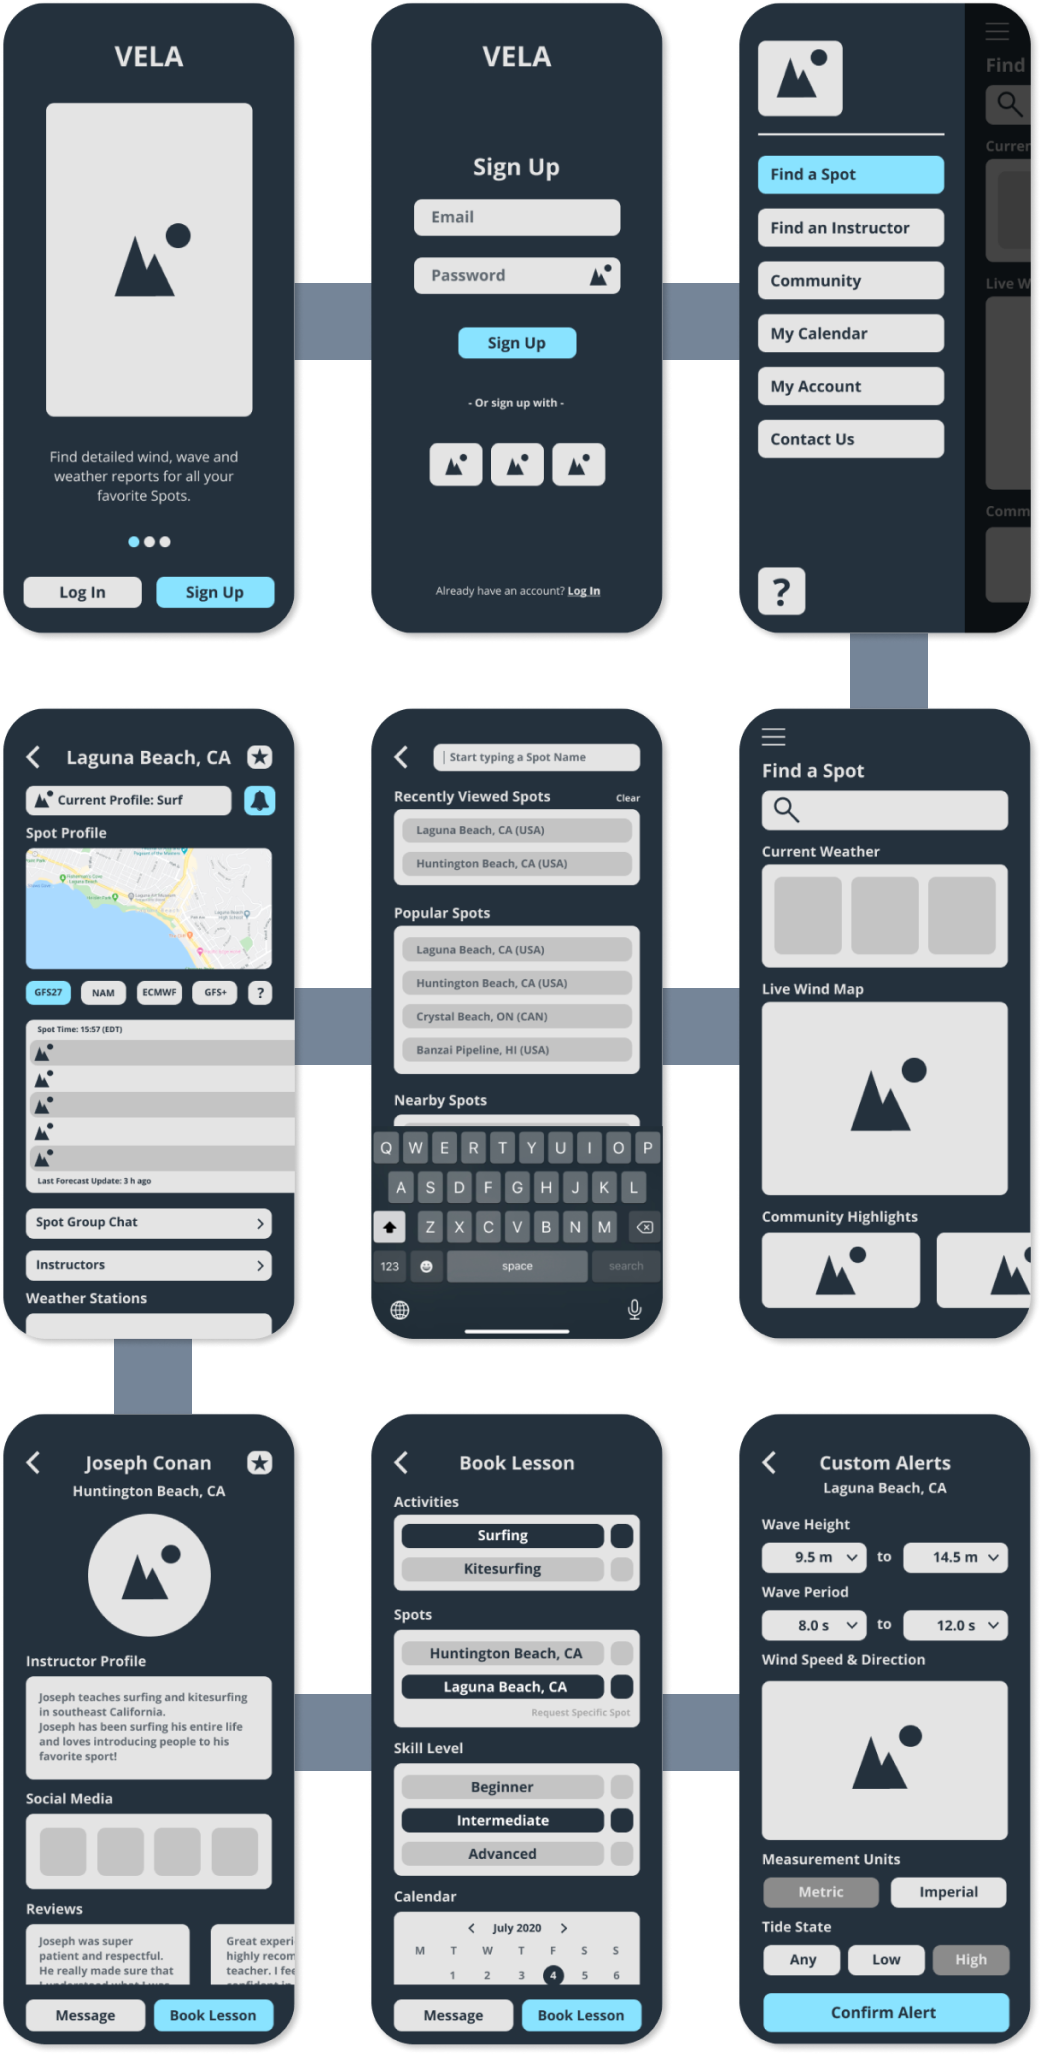 VELA
Find detailed wind, wave and
weather reports for all your
favorite Spots.
Log In
Sign Up
VELA
Sign Up
Email
Password
Sign Up
- Or sign up with -
Already have an account? Log In
Find a Spot
Find an Instructor
Community
My Calendar
My Account
Contact Us
?
Find
Curren
Live W
Comm
Laguna Beach, CA
Current Profile: Surf
Spot Profile
GFS27
NAM
ECMWF
GFS+
?
Spot Time: 15:57 (EDT)
Last Forecast Update: 3 h ago
Spot Group Chat
Instructors
Weather Stations
Start typing a Spot Name
Recently Viewed Spots
Clear
Laguna Beach, CA (USA)
Huntington Beach, CA (USA)
Popular Spots
Laguna Beach, CA (USA)
Huntington Beach, CA (USA)
Crystal Beach, ON (CAN)
Banzai Pipeline, HI (USA)
Nearby Spots
Q W E R T Y U I O P
A S D F G H J K L
Z X C V B N M
123
space
search
Find a Spot
Current Weather
Live Wind Map
Community Highlights
Joseph Conan
Huntington Beach, CA
Instructor Profile
Joseph teaches surfing and kitesurfing
in southeast California.
Joseph has been surfing his entire life
and loves introducing people to his
favorite sport!
Social Media
Reviews
Joseph was super
patient and respectful.
He really made sure that
I understood what I was
Great experi
highly recom
teacher. I fee
confident in
Message
Book Lesson
Book Lesson
Activities
Surfing
Kitesurfing
Spots
Huntington Beach, CA
Laguna Beach, CA
Request Specific Spot
Skill Level
Beginner
Intermediate
Advanced
Calendar
July 2020
M T W T F S S
1 2 3 4 5 6
Message
Book Lesson
Custom Alerts
Laguna Beach, CA
Wave Height
9.5 m
to
14.5 m
Wave Period
8.0 s
to
12.0 s
Wind Speed & Direction
Measurement Units
Metric
Imperial
Tide State
Any
Low
High
Confirm Alert